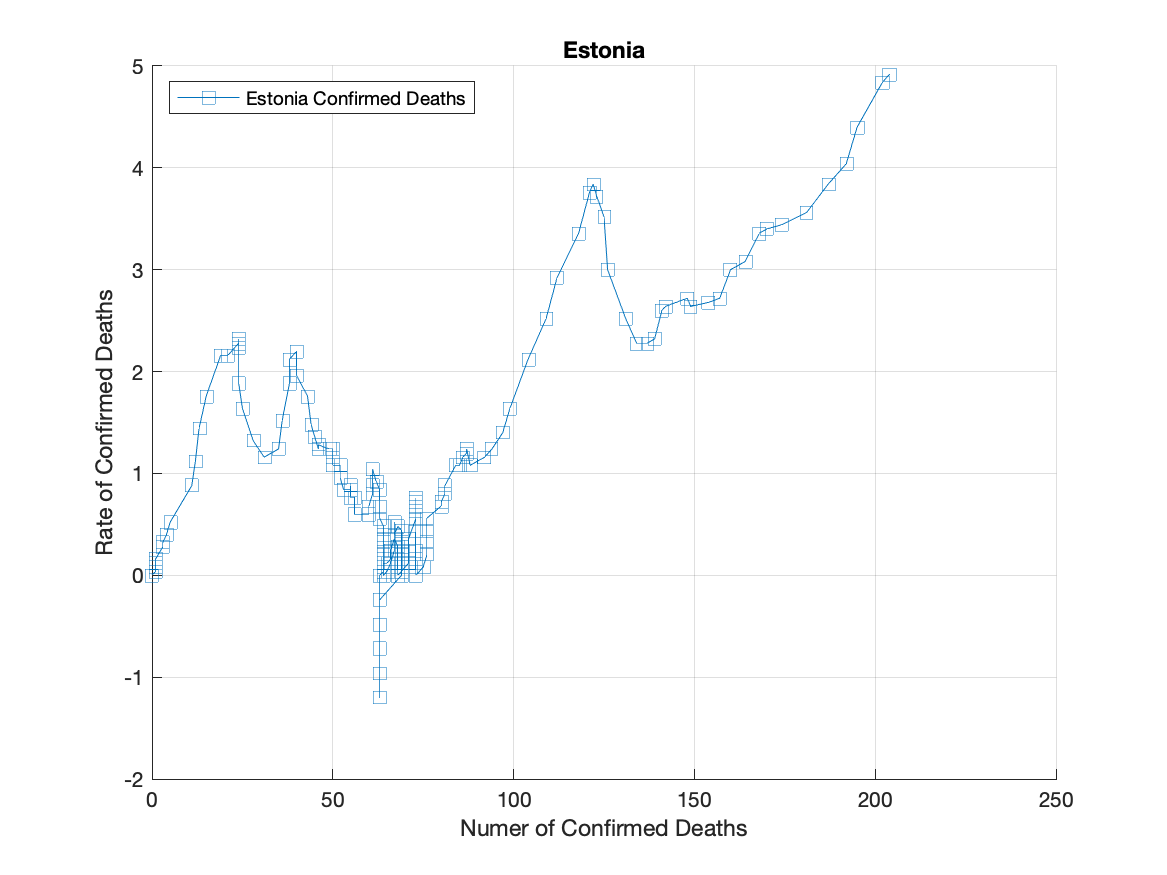 Estonia
Estonia Confirmed Deaths
5
4
3
2
1
0
-1
-2
Rate of Confirmed Deaths
0 50 100 150 200 250
Numer of Confirmed Deaths